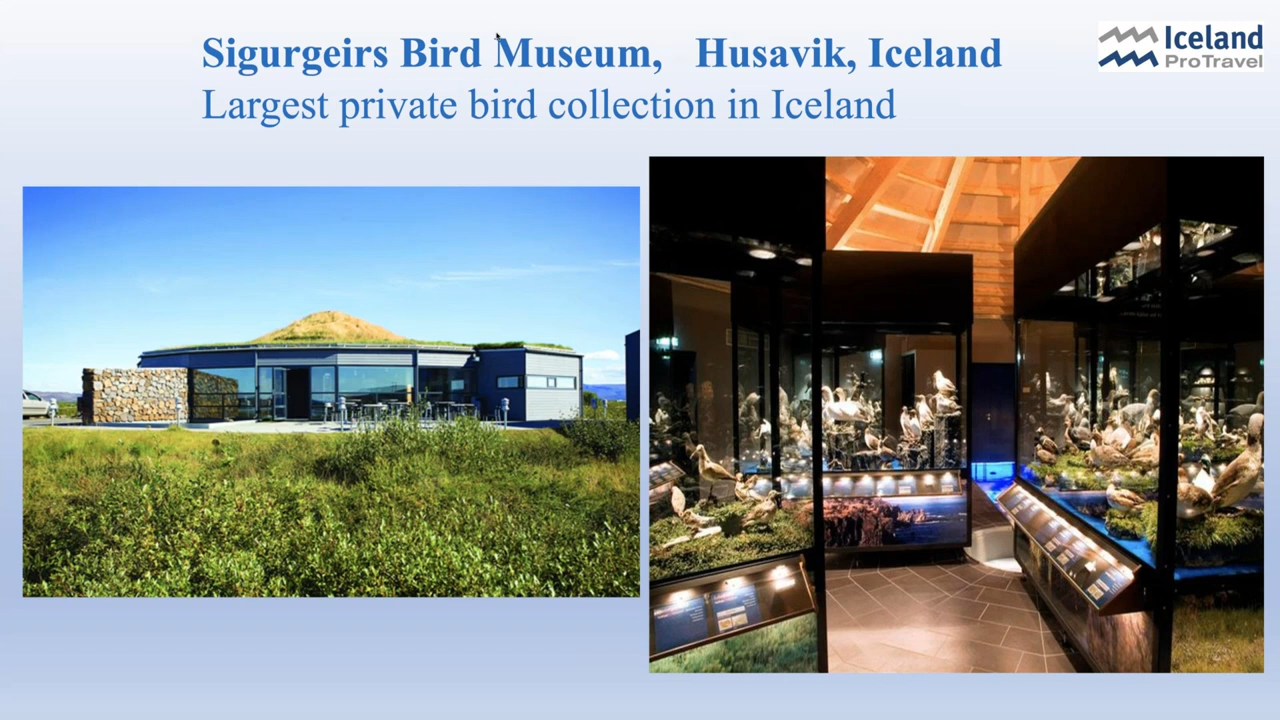 Sigurgeirs Bird Museum, Husavik, Iceland
Largest private bird collection in Iceland
Iceland
ProTravel